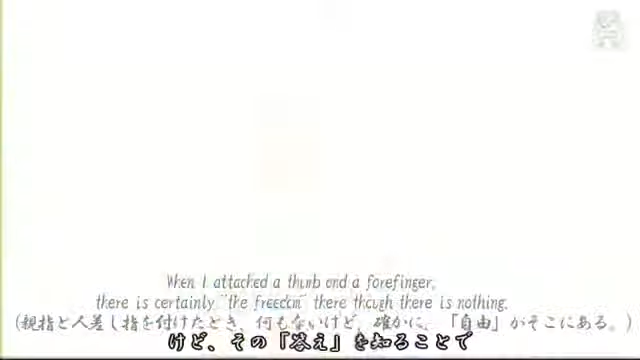 When I attached a thumb and a forefinger,
there is certainly "the freedom" there though there is nothing.
(親指と人差し指を付けたとき、何もないけど、確かに、「自由」がそこにある。)
けど、その『答え』を知ることで